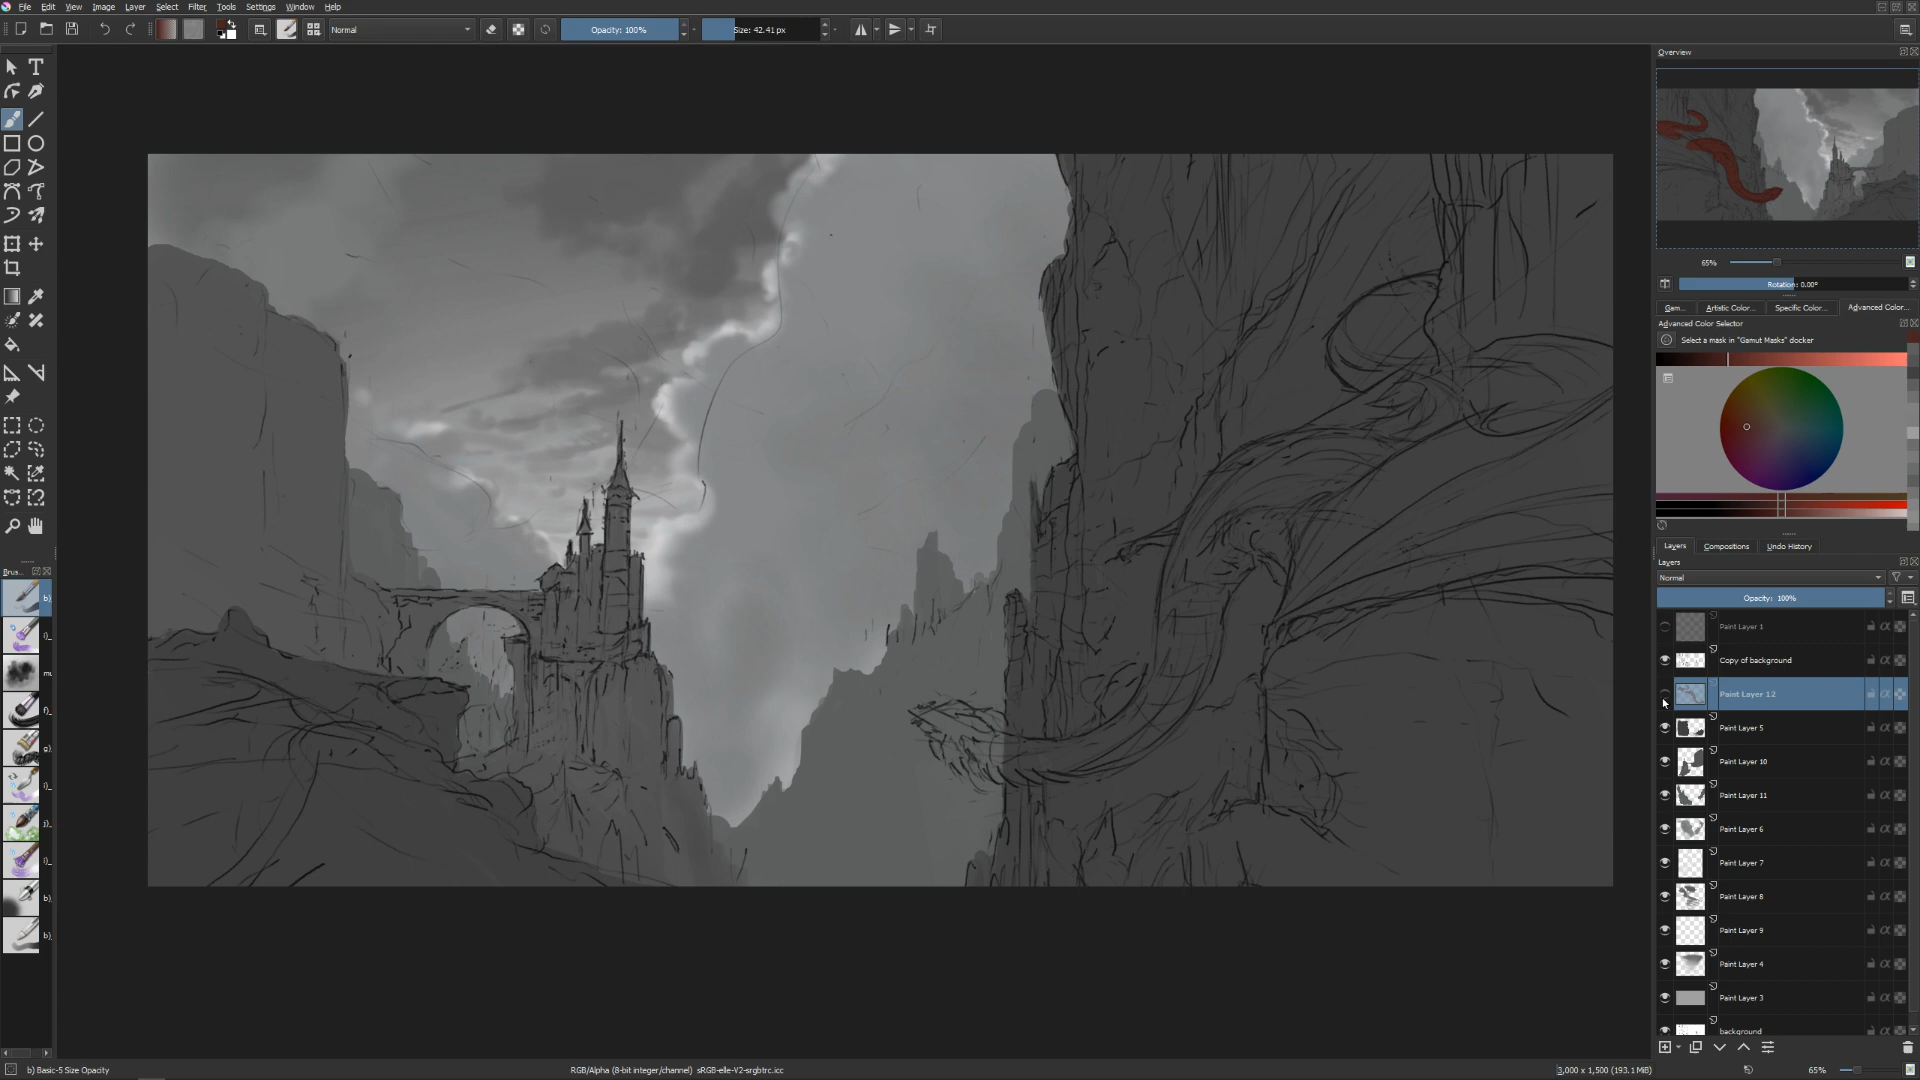 File Edit View Image Layer Select Filter Tools Settings Window Help
Normal
Opacity: 100%
Size: 42.41 px
Overview
65%
Rotation: 0.00°
Gam... Artistic Color... Specific Color... Advanced Color...
Advanced Color Selector
Select a mask in "Gamut Masks" docker
Layers Compositions Undo History
Layers
Normal
Opacity: 100%
Paint Layer 1
Copy of background
Paint Layer 12
Paint Layer 5
Paint Layer 10
Paint Layer 11
Paint Layer 6
Paint Layer 7
Paint Layer 8
Paint Layer 9
Paint Layer 4
Paint Layer 3
background
Brus...
b)
i)_
mu
f)_
g)
i)_
j)_
i)_
b)
b)
b) Basic-5 Size Opacity
RGB/Alpha (8-bit integer/channel) sRGB-elle-V2-srgbtrc.icc
3,000 x 1,500 (193.1 MiB)
65%